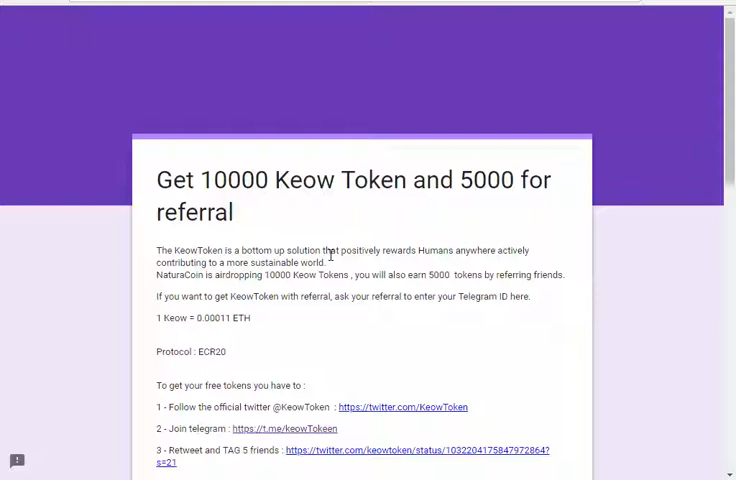 Get 10000 Keow Token and 5000 for
referral
The KeowToken is a bottom up solution that positively rewards Humans anywhere actively
contributing to a more sustainable world.
NaturaCoin is airdropping 10000 Keow Tokens , you will also earn 5000 tokens by referring friends.
If you want to get KeowToken with referral, ask your referral to enter your Telegram ID here.
1 Keow = 0.00011 ETH
Protocol : ECR20
To get your free tokens you have to :
1 - Follow the official twitter @KeowToken : https://twitter.com/KeowToken
2 - Join telegram : https://t.me/keowTokeen
3 - Retweet and TAG 5 friends : https://twitter.com/keowtoken/status/1032204175847972864?
s=21